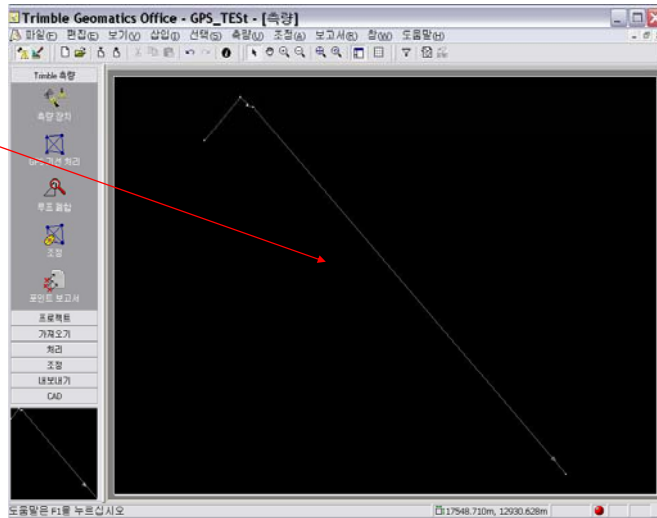 Trimble Geomatics Office - GPS_TESt - [측량]
파일(F) 편집(E) 보기(V) 삽입(I) 선택(S) 측량(U) 조정(A) 보고서(R) 창(W) 도움말(H)
Trimble 측량
측량 장치
GPS 기선 처리
루프 폐합
조정
포인트 보고서
프로젝트
가져오기
처리
조정
내보내기
CAD
도움말은 F1을 누르십시오
17548.710m, 12930.628m